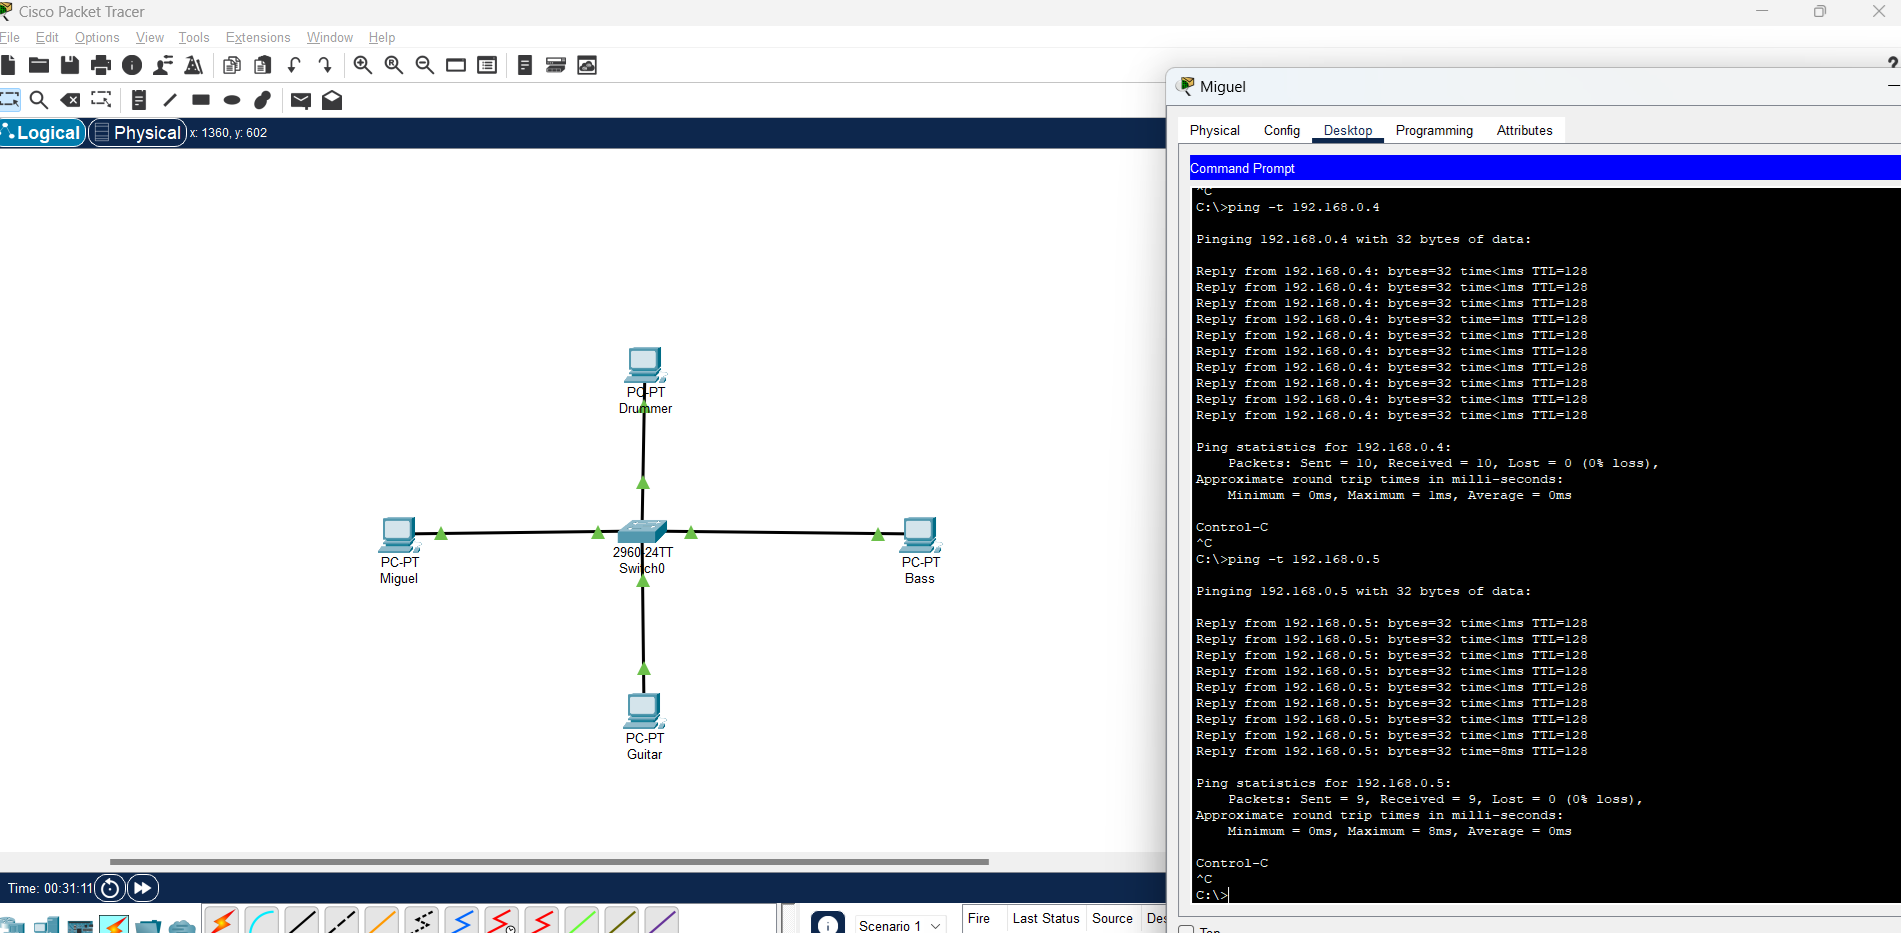 Cisco Packet Tracer
File Edit Options View Tools Extensions Window Help
?
Logical Physical x: 1360, y: 602
PC-PT
Drummer
PC-PT
Miguel
2960-24TT
Switch0
PC-PT
Bass
PC-PT
Guitar
Time: 00:31:11
Scenario 1
Fire Last Status Source
Miguel
Physical Config Desktop Programming Attributes
Command Prompt
^C
C:\>ping -t 192.168.0.4
Pinging 192.168.0.4 with 32 bytes of data:
Reply from 192.168.0.4: bytes=32 time<1ms TTL=128
Reply from 192.168.0.4: bytes=32 time<1ms TTL=128
Reply from 192.168.0.4: bytes=32 time<1ms TTL=128
Reply from 192.168.0.4: bytes=32 time=1ms TTL=128
Reply from 192.168.0.4: bytes=32 time<1ms TTL=128
Reply from 192.168.0.4: bytes=32 time<1ms TTL=128
Reply from 192.168.0.4: bytes=32 time<1ms TTL=128
Reply from 192.168.0.4: bytes=32 time<1ms TTL=128
Reply from 192.168.0.4: bytes=32 time<1ms TTL=128
Reply from 192.168.0.4: bytes=32 time<1ms TTL=128
Ping statistics for 192.168.0.4:
Packets: Sent = 10, Received = 10, Lost = 0 (0% loss),
Approximate round trip times in milli-seconds:
Minimum = 0ms, Maximum = 1ms, Average = 0ms
Control-C
^C
C:\>ping -t 192.168.0.5
Pinging 192.168.0.5 with 32 bytes of data:
Reply from 192.168.0.5: bytes=32 time<1ms TTL=128
Reply from 192.168.0.5: bytes=32 time<1ms TTL=128
Reply from 192.168.0.5: bytes=32 time<1ms TTL=128
Reply from 192.168.0.5: bytes=32 time<1ms TTL=128
Reply from 192.168.0.5: bytes=32 time<1ms TTL=128
Reply from 192.168.0.5: bytes=32 time<1ms TTL=128
Reply from 192.168.0.5: bytes=32 time<1ms TTL=128
Reply from 192.168.0.5: bytes=32 time<1ms TTL=128
Reply from 192.168.0.5: bytes=32 time=8ms TTL=128
Ping statistics for 192.168.0.5:
Packets: Sent = 9, Received = 9, Lost = 0 (0% loss),
Approximate round trip times in milli-seconds:
Minimum = 0ms, Maximum = 8ms, Average = 0ms
Control-C
^C
C:\>